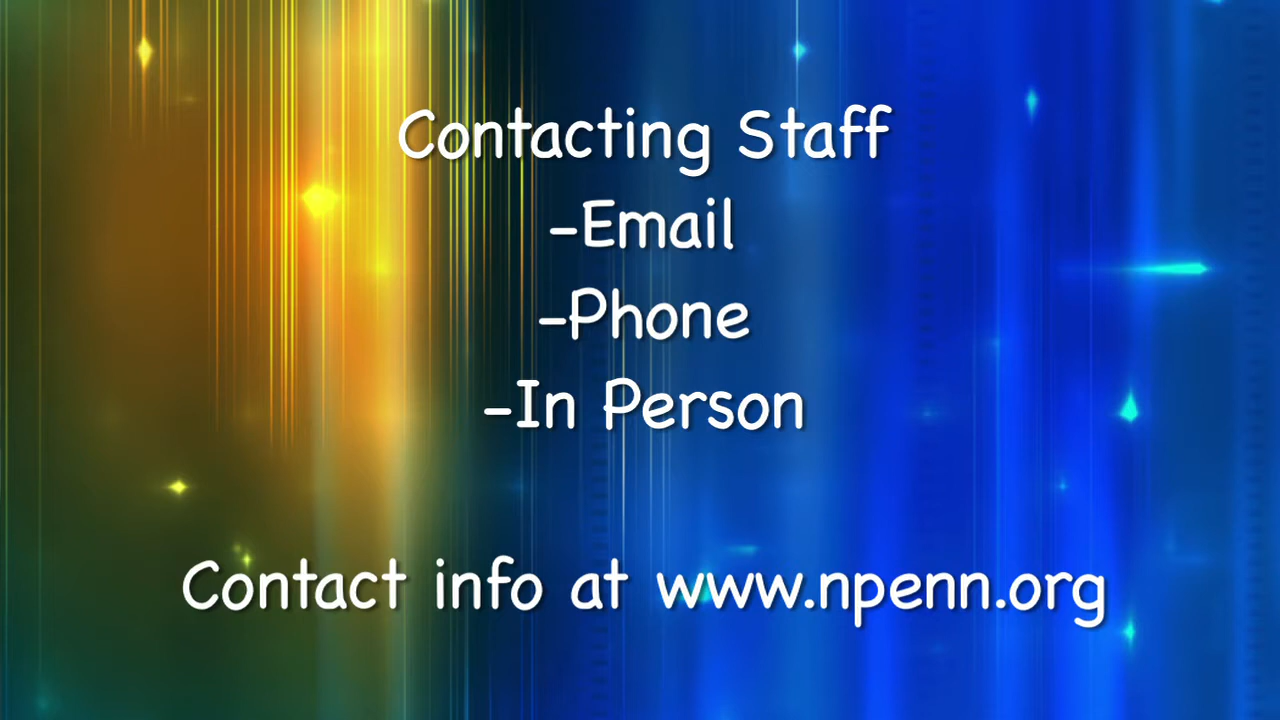 Contacting Staff
-Email
-Phone
-In Person
Contact info at www.npenn.org